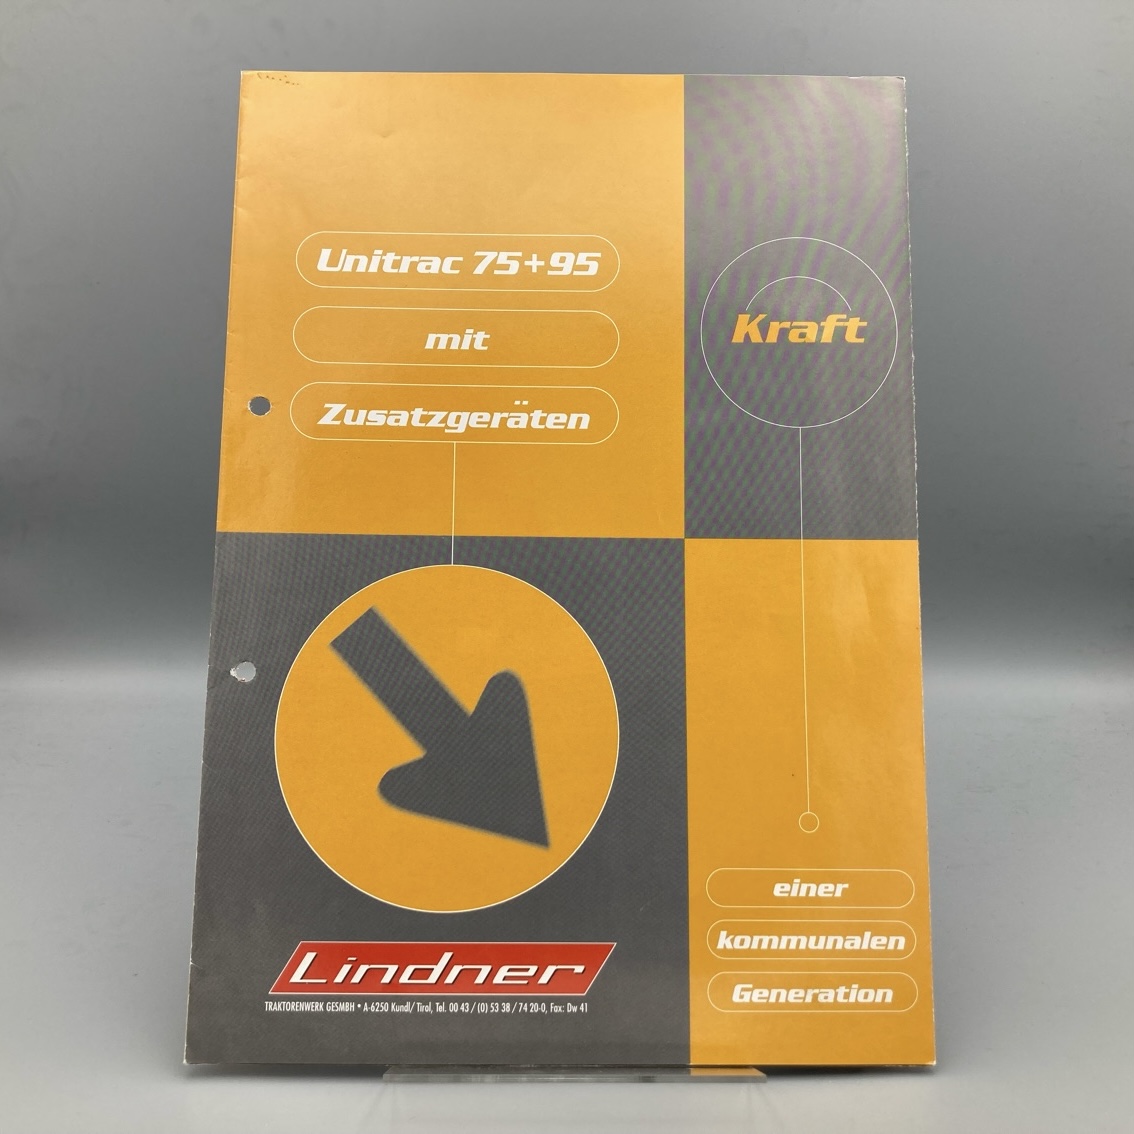 Unitrac 75+95
mit
Zusatzgeräten
Kraft
einer
kommunalen
Generation
Lindner
TRAKTORENWERK GESMBH • A-6250 Kundl/ Tirol, Tel. 00 43 / (0) 53 38 / 74 20-0, Fax: Dw 41